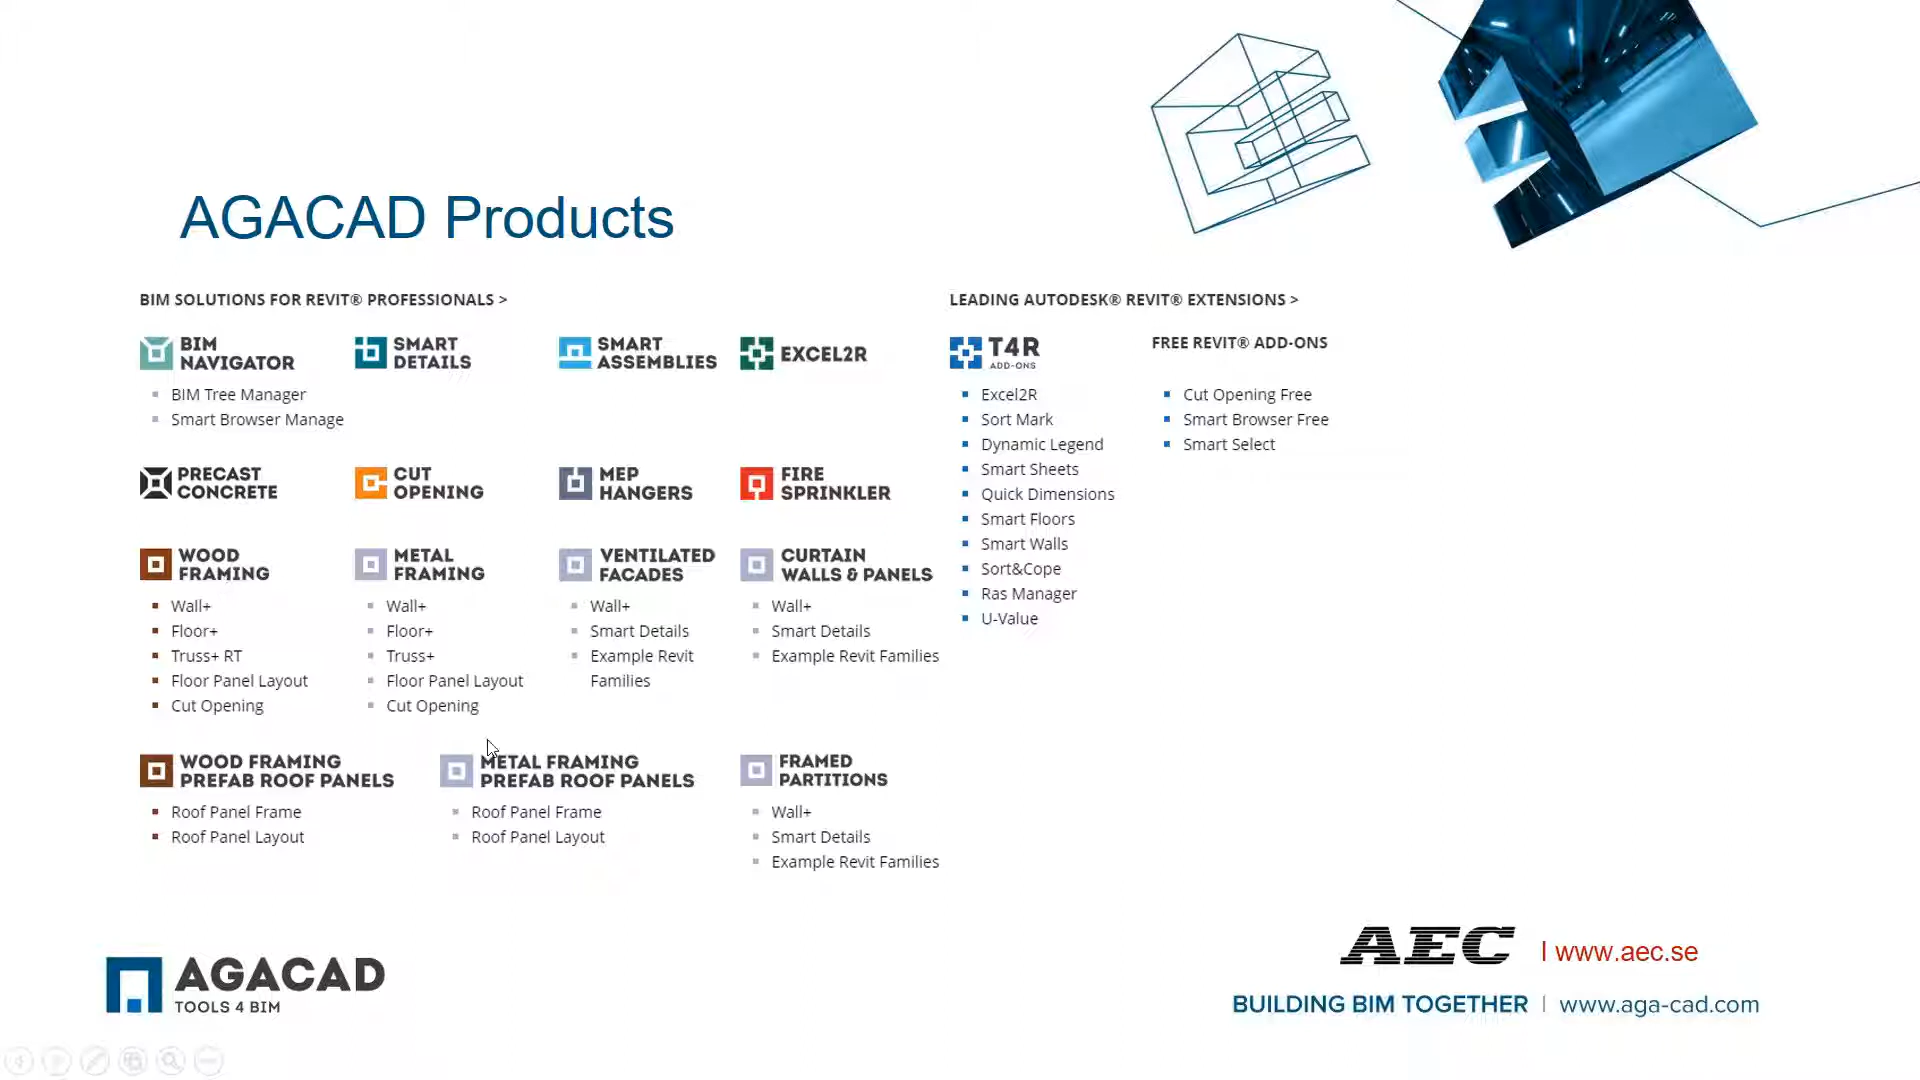 AGACAD Products
BIM SOLUTIONS FOR REVIT® PROFESSIONALS >
BIM
NAVIGATOR
BIM Tree Manager
Smart Browser Manage
SMART
DETAILS
SMART
ASSEMBLIES
EXCEL2R
PRECAST
CONCRETE
CUT
OPENING
MEP
HANGERS
FIRE
SPRINKLER
WOOD
FRAMING
Wall+
Floor+
Truss+ RT
Floor Panel Layout
Cut Opening
METAL
FRAMING
Wall+
Floor+
Truss+
Floor Panel Layout
Cut Opening
VENTILATED
FACADES
Wall+
Smart Details
Example Revit
Families
CURTAIN
WALLS & PANELS
Wall+
Smart Details
Example Revit Families
WOOD FRAMING
PREFAB ROOF PANELS
Roof Panel Frame
Roof Panel Layout
METAL FRAMING
PREFAB ROOF PANELS
Roof Panel Frame
Roof Panel Layout
FRAMED
PARTITIONS
Wall+
Smart Details
Example Revit Families
LEADING AUTODESK® REVIT® EXTENSIONS >
T4R
ADD-ONS
Excel2R
Sort Mark
Dynamic Legend
Smart Sheets
Quick Dimensions
Smart Floors
Smart Walls
Sort&Cope
Ras Manager
U-Value
FREE REVIT® ADD-ONS
Cut Opening Free
Smart Browser Free
Smart Select
AGACAD
TOOLS 4 BIM
AEC | www.aec.se
BUILDING BIM TOGETHER | www.aga-cad.com